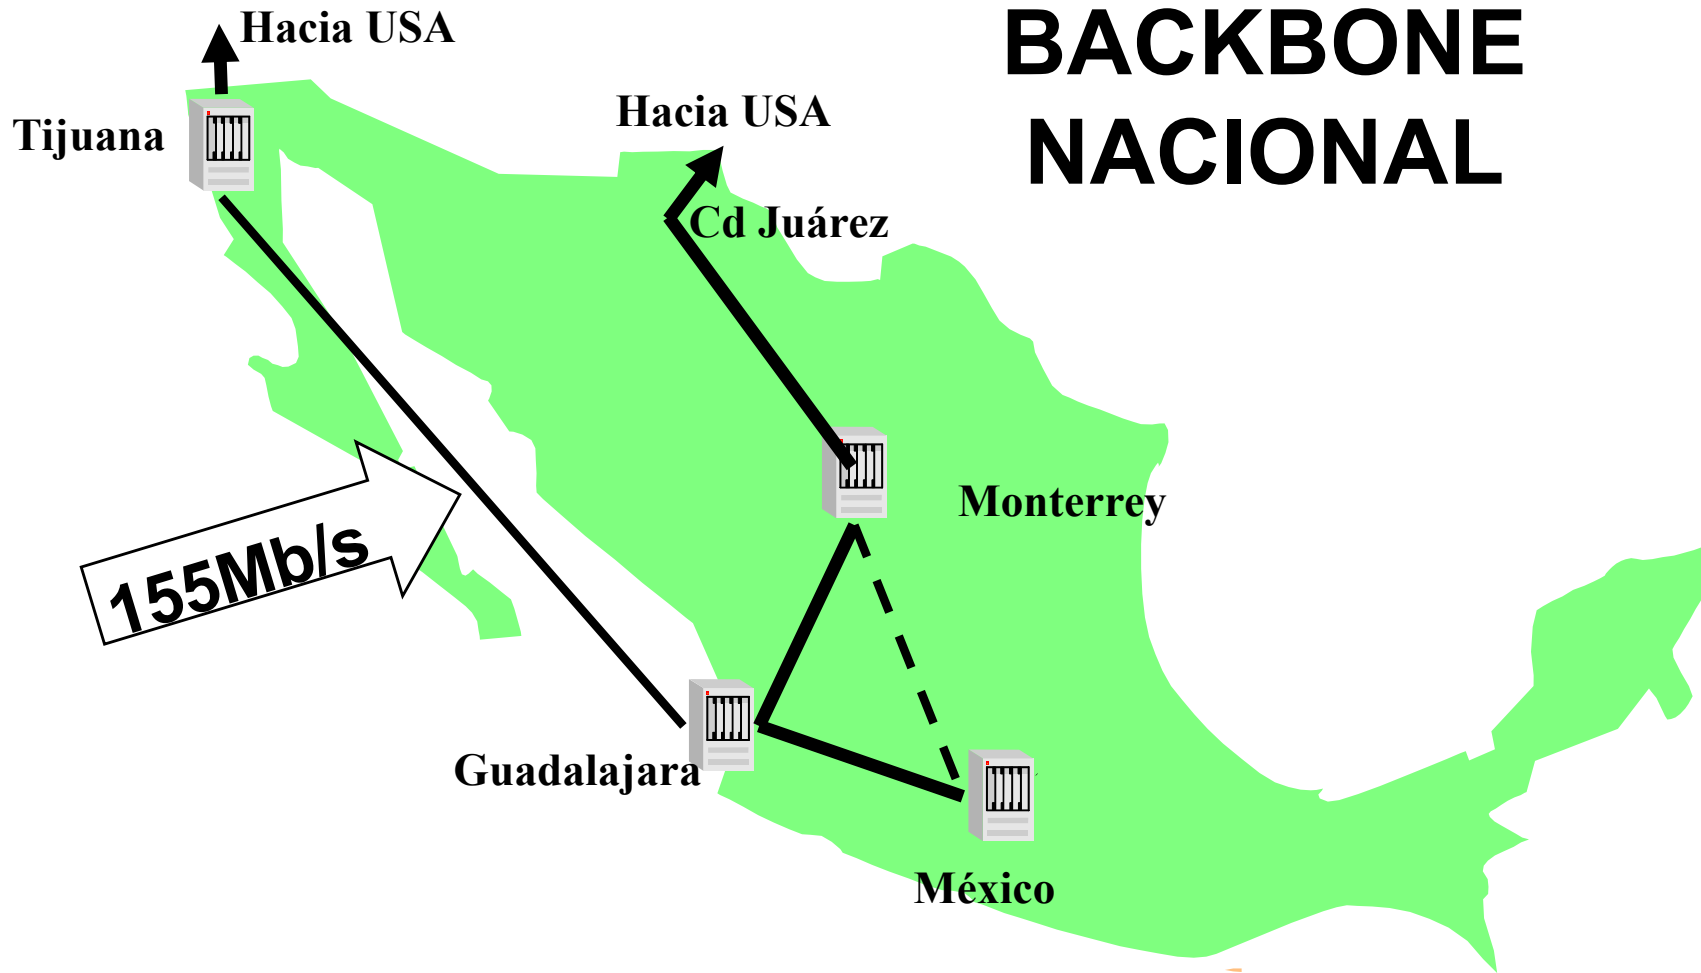 Hacia USA
BACKBONE
NACIONAL
Hacia USA
Tijuana
Cd Juárez
Monterrey
155Mb/s
Guadalajara
México